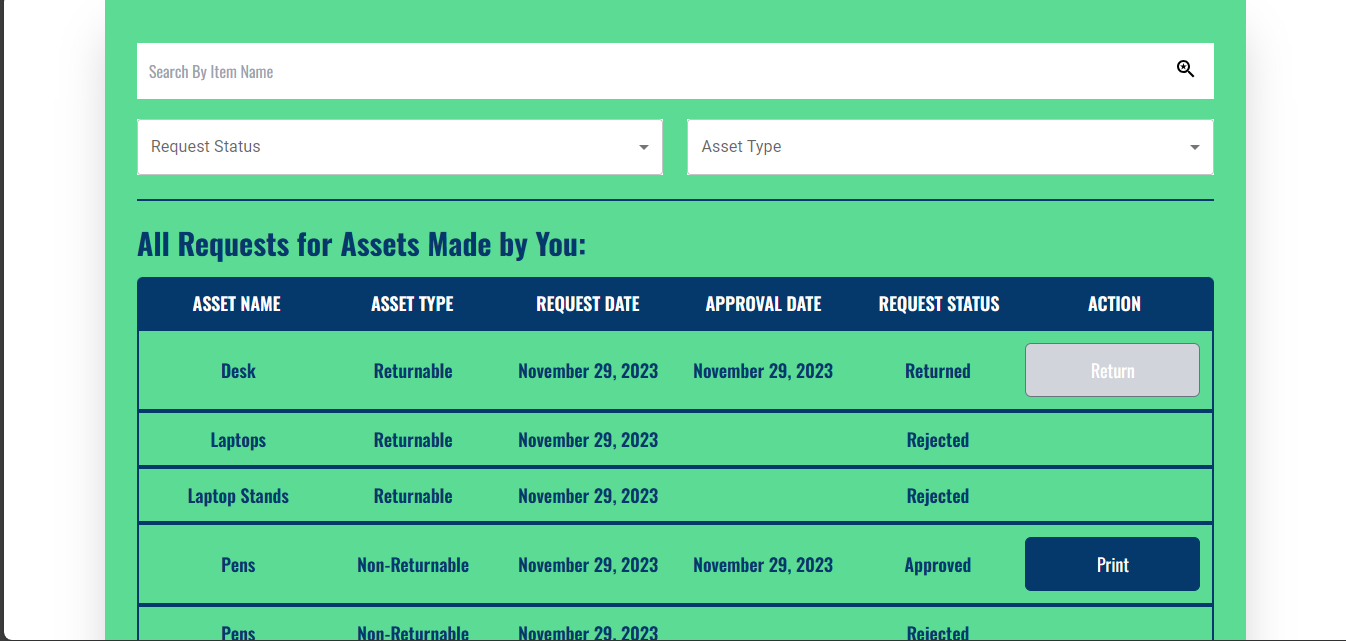 Search By Item Name
Request Status Asset Type
All Requests for Assets Made by You:
ASSET NAME ASSET TYPE REQUEST DATE APPROVAL DATE REQUEST STATUS ACTION
Desk Returnable November 29, 2023 November 29, 2023 Returned Return
Laptops Returnable November 29, 2023 Rejected
Laptop Stands Returnable November 29, 2023 Rejected
Pens Non-Returnable November 29, 2023 November 29, 2023 Approved Print
Pens Non-Returnable November 29, 2023 Rejected